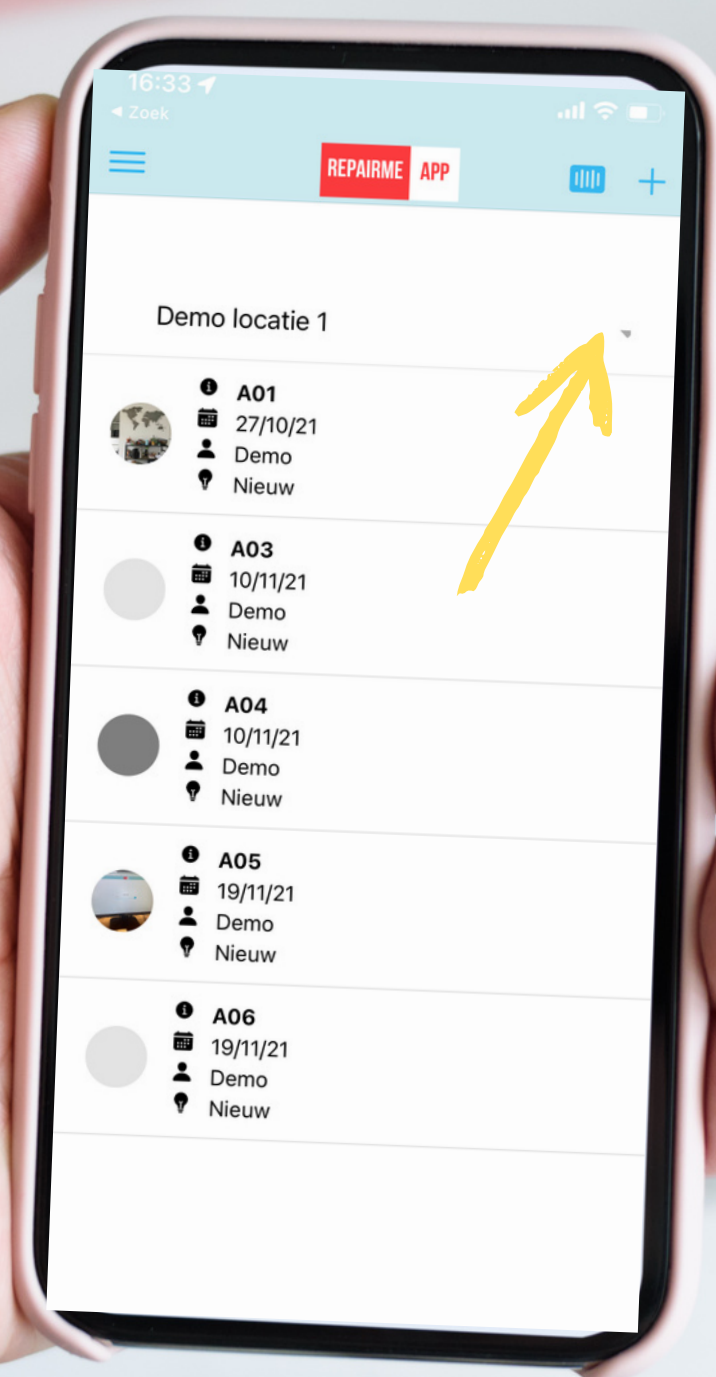 16:33
◀ Zoek
REPAIRME APP
Demo locatie 1
A01
27/10/21
Demo
Nieuw
A03
10/11/21
Demo
Nieuw
A04
10/11/21
Demo
Nieuw
A05
19/11/21
Demo
Nieuw
A06
19/11/21
Demo
Nieuw